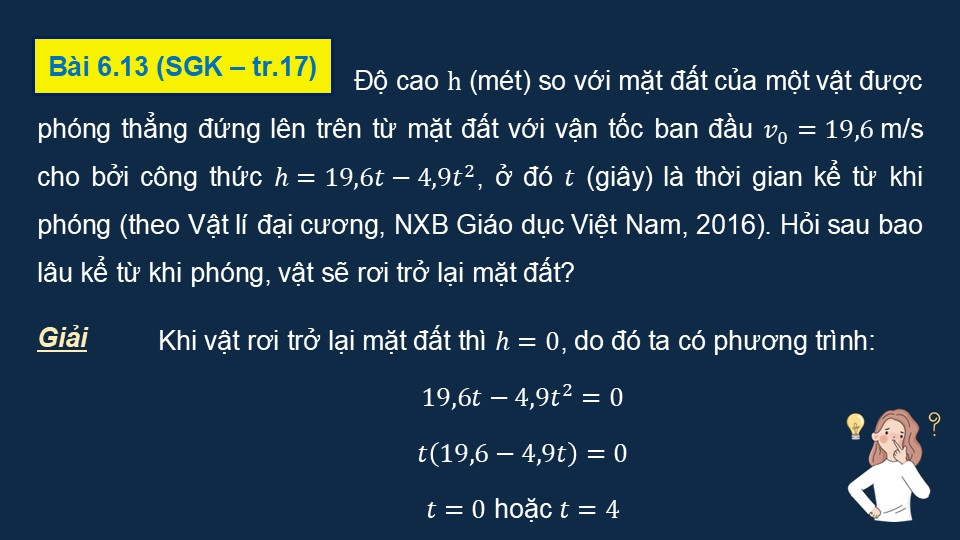 Bài 6.13 (SGK – tr.17)
Độ cao h (mét) so với mặt đất của một vật được
phóng thẳng đứng lên trên từ mặt đất với vận tốc ban đầu 𝑣₀ = 19,6 m/s
cho bởi công thức ℎ = 19,6𝑡 − 4,9𝑡², ở đó 𝑡 (giây) là thời gian kể từ khi
phóng (theo Vật lí đại cương, NXB Giáo dục Việt Nam, 2016). Hỏi sau bao
lâu kể từ khi phóng, vật sẽ rơi trở lại mặt đất?
Giải
Khi vật rơi trở lại mặt đất thì ℎ = 0, do đó ta có phương trình:
19,6𝑡 − 4,9𝑡² = 0
𝑡(19,6 − 4,9𝑡) = 0
𝑡 = 0 hoặc 𝑡 = 4
?